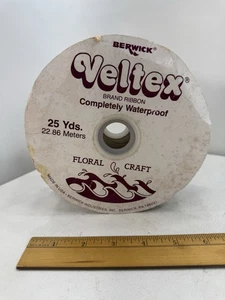 BERWICK®
Veltex®
BRAND RIBBON
Completely Waterproof
25 Yds.
22.86 Meters
FLORAL & CRAFT